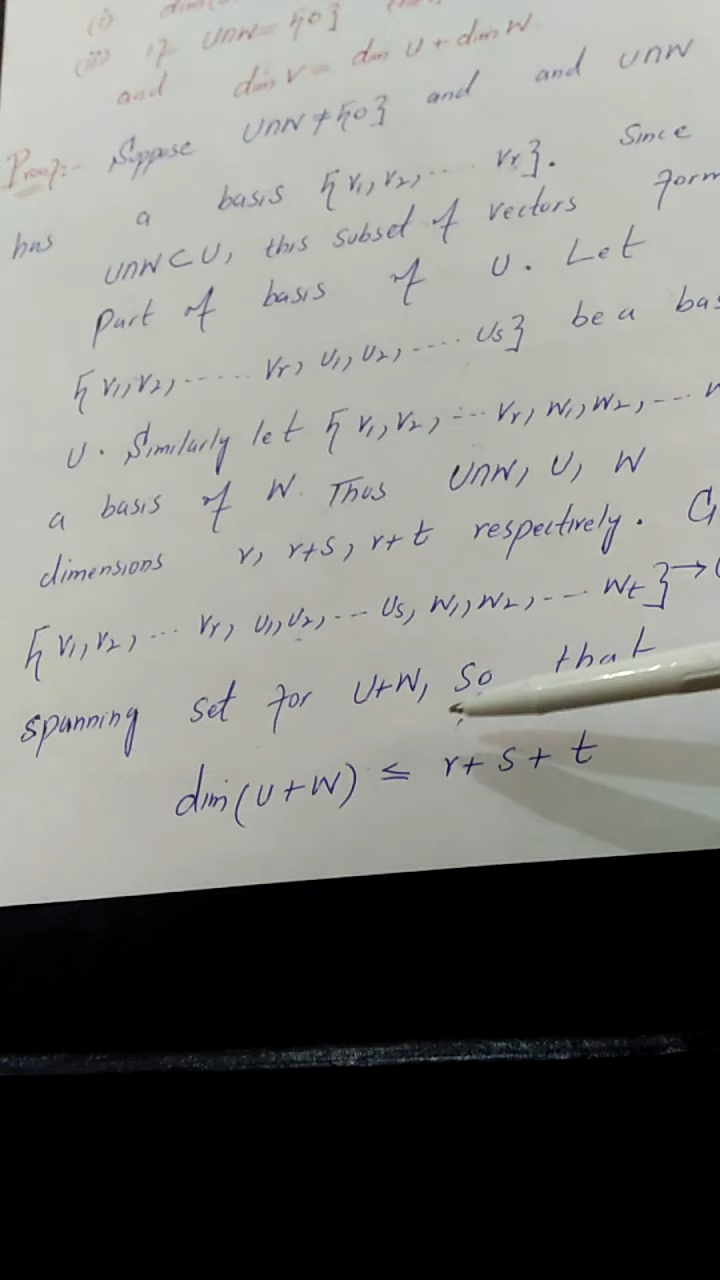 (i) dim(
(ii) if U∩W = {0}
and dim V = dim U + dim W
Proof:- Suppose U∩W ≠ {0} and and U∩W
has a basis {v1, v2, .... vr}. Since
U∩W ⊂ U, this subset of vectors form
part of basis of U. Let
{v1, v2, ...... vr, u1, u2, .... us} be a bas
U. Similarly let {v1, v2, ... vr, w1, w2, ... w
a basis of W. Thus U∩W, U, W
dimensions r, r+s, r+t respectively. G
{v1, v2, ... vr, u1, u2, ... us, w1, w2, ... wt} → (
spanning set for U+W, so that
dim(U+W) ≤ r+s+t